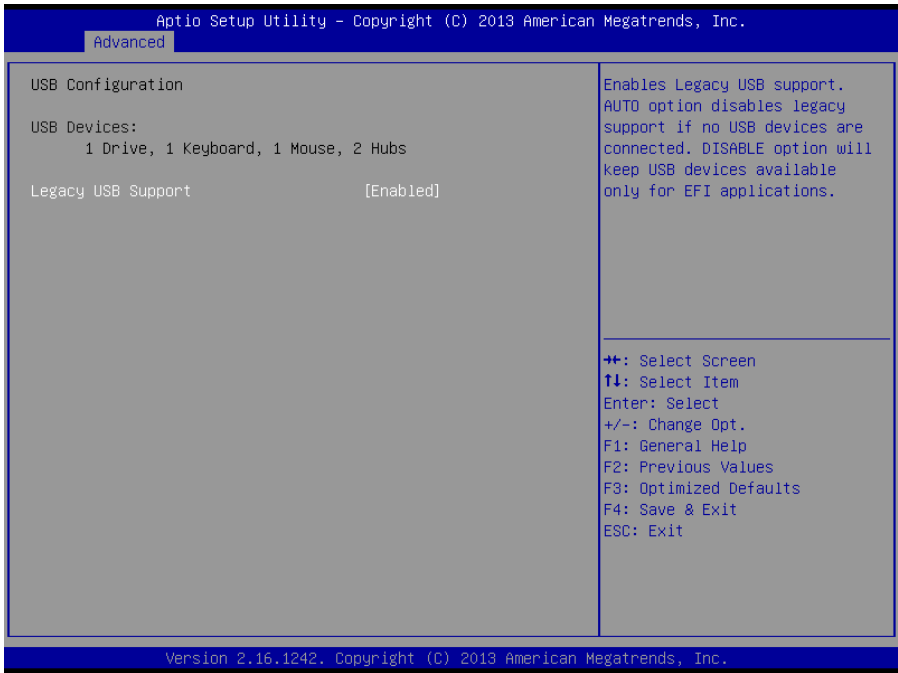 Aptio Setup Utility – Copyright (C) 2013 American Megatrends, Inc.
Advanced
USB Configuration
USB Devices:
1 Drive, 1 Keyboard, 1 Mouse, 2 Hubs
Legacy USB Support [Enabled]
Enables Legacy USB support.
AUTO option disables legacy
support if no USB devices are
connected. DISABLE option will
keep USB devices available
only for EFI applications.
→←: Select Screen
↑↓: Select Item
Enter: Select
+/-: Change Opt.
F1: General Help
F2: Previous Values
F3: Optimized Defaults
F4: Save & Exit
ESC: Exit
Version 2.16.1242. Copyright (C) 2013 American Megatrends, Inc.